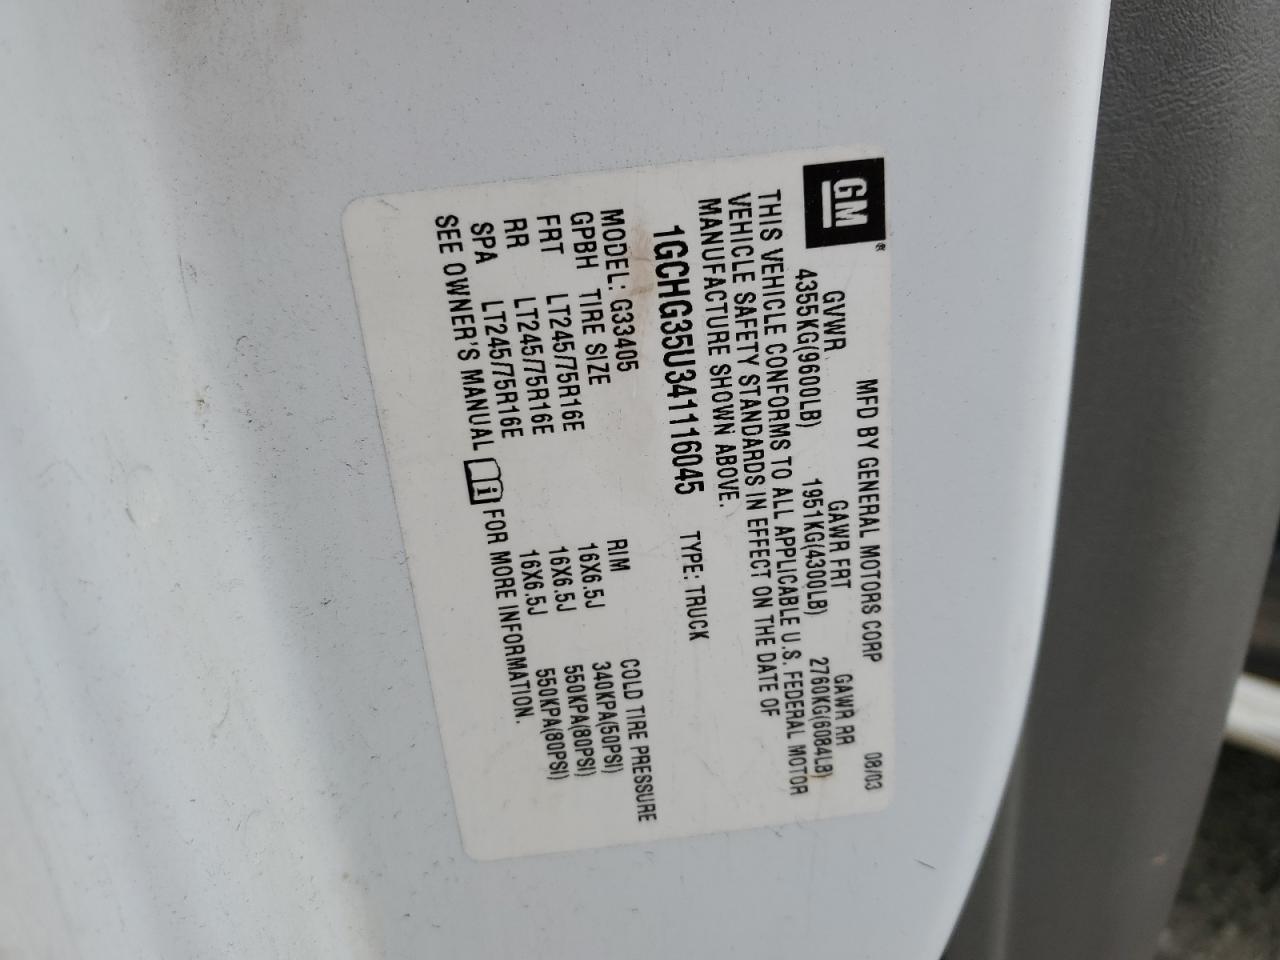 GM
MFD BY GENERAL MOTORS CORP 08/03
GVWR GAWR FRT GAWR RR
4355KG(9600LB) 1951KG(4300LB) 2760KG(6084LB)
THIS VEHICLE CONFORMS TO ALL APPLICABLE U.S. FEDERAL MOTOR
VEHICLE SAFETY STANDARDS IN EFFECT ON THE DATE OF
MANUFACTURE SHOWN ABOVE.
1GCHG35U341116045 TYPE: TRUCK
MODEL: G33405
GPBH TIRE SIZE RIM COLD TIRE PRESSURE
FRT LT245/75R16E 16X6.5J 340KPA(50PSI)
RR LT245/75R16E 16X6.5J 550KPA(80PSI)
SPA LT245/75R16E 16X6.5J 550KPA(80PSI)
SEE OWNER'S MANUAL i FOR MORE INFORMATION.